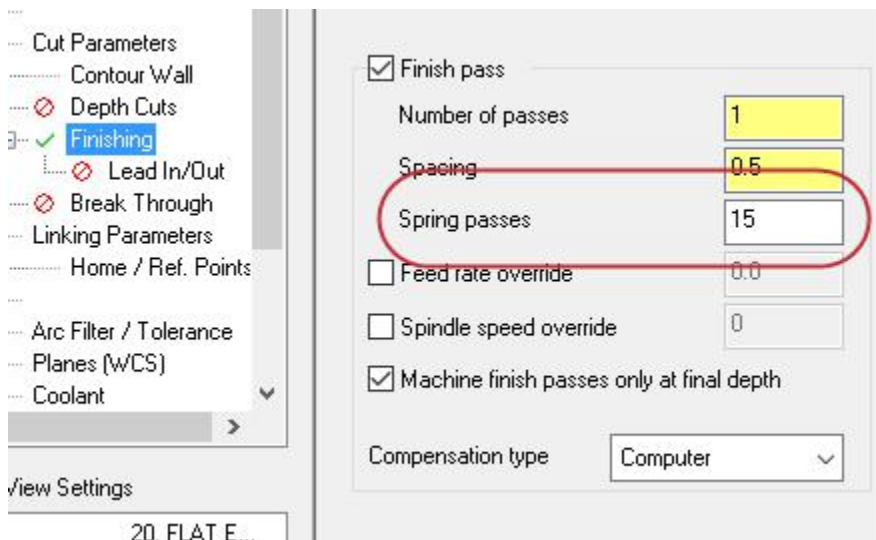 Cut Parameters
Contour Wall
Depth Cuts
Finishing
Lead In/Out
Break Through
Linking Parameters
Home / Ref. Points
Arc Filter / Tolerance
Planes (WCS)
Coolant
View Settings
20. FLAT E...
Finish pass
Number of passes 1
Spacing 0.5
Spring passes 15
Feed rate override 0.0
Spindle speed override 0
Machine finish passes only at final depth
Compensation type Computer